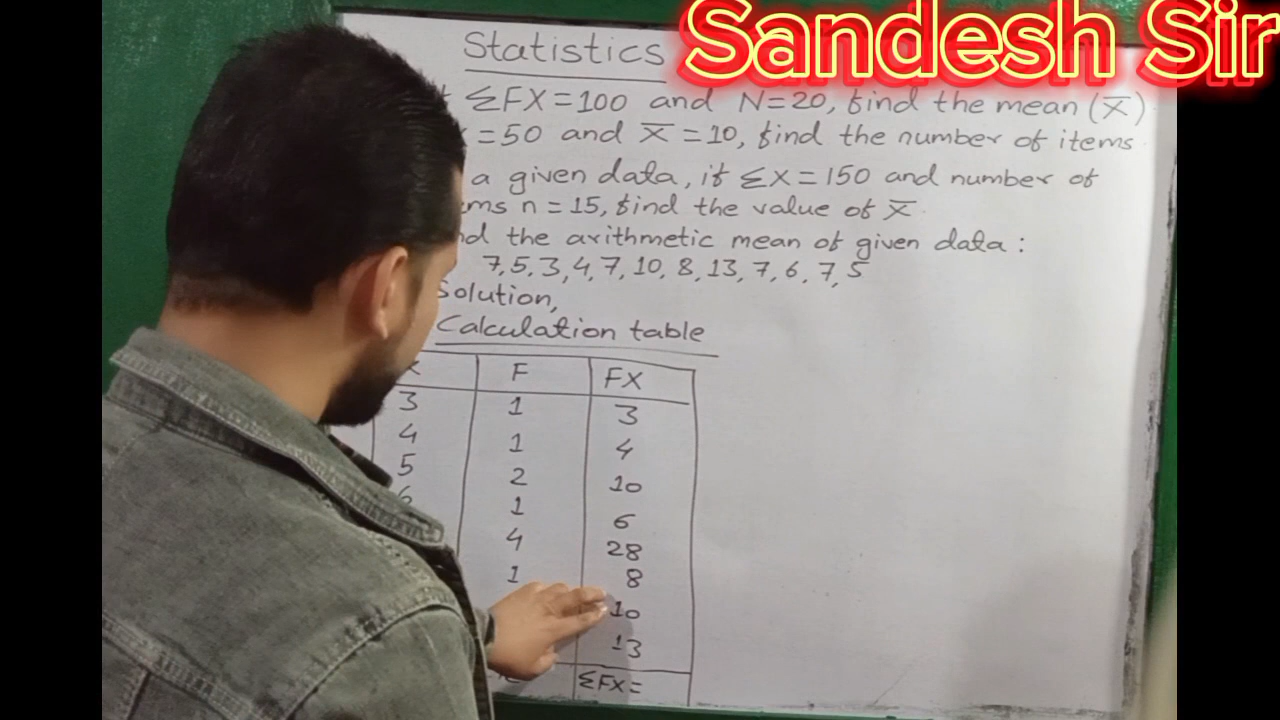 Sandesh Sir
Statistics
ΣFX=100 and N=20, find the mean (X̄)
=50 and X̄=10, find the number of items
a given data, if ΣX=150 and number of
n=15, find the value of X̄.
the arithmetic mean of given data:
7,5,3,4,7,10,8,13,7,6,7,5
Solution,
Calculation table
F FX
3 1 3
4 1 4
5 2 10
6 1 6
4 28
1 8
10
13
ΣFX=